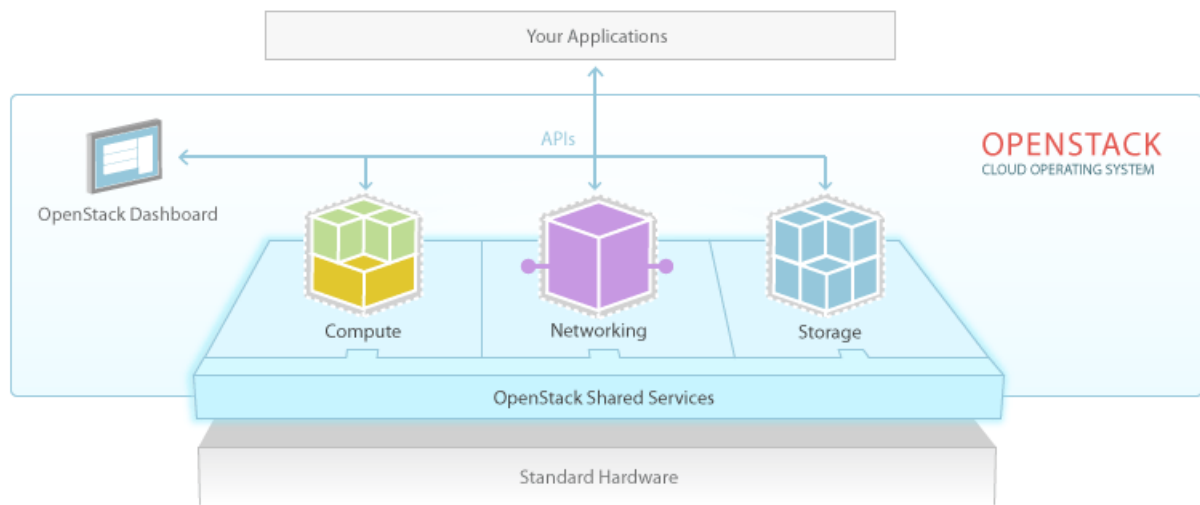 Your Applications
APIs
OPENSTACK
CLOUD OPERATING SYSTEM
OpenStack Dashboard
Compute
Networking
Storage
OpenStack Shared Services
Standard Hardware